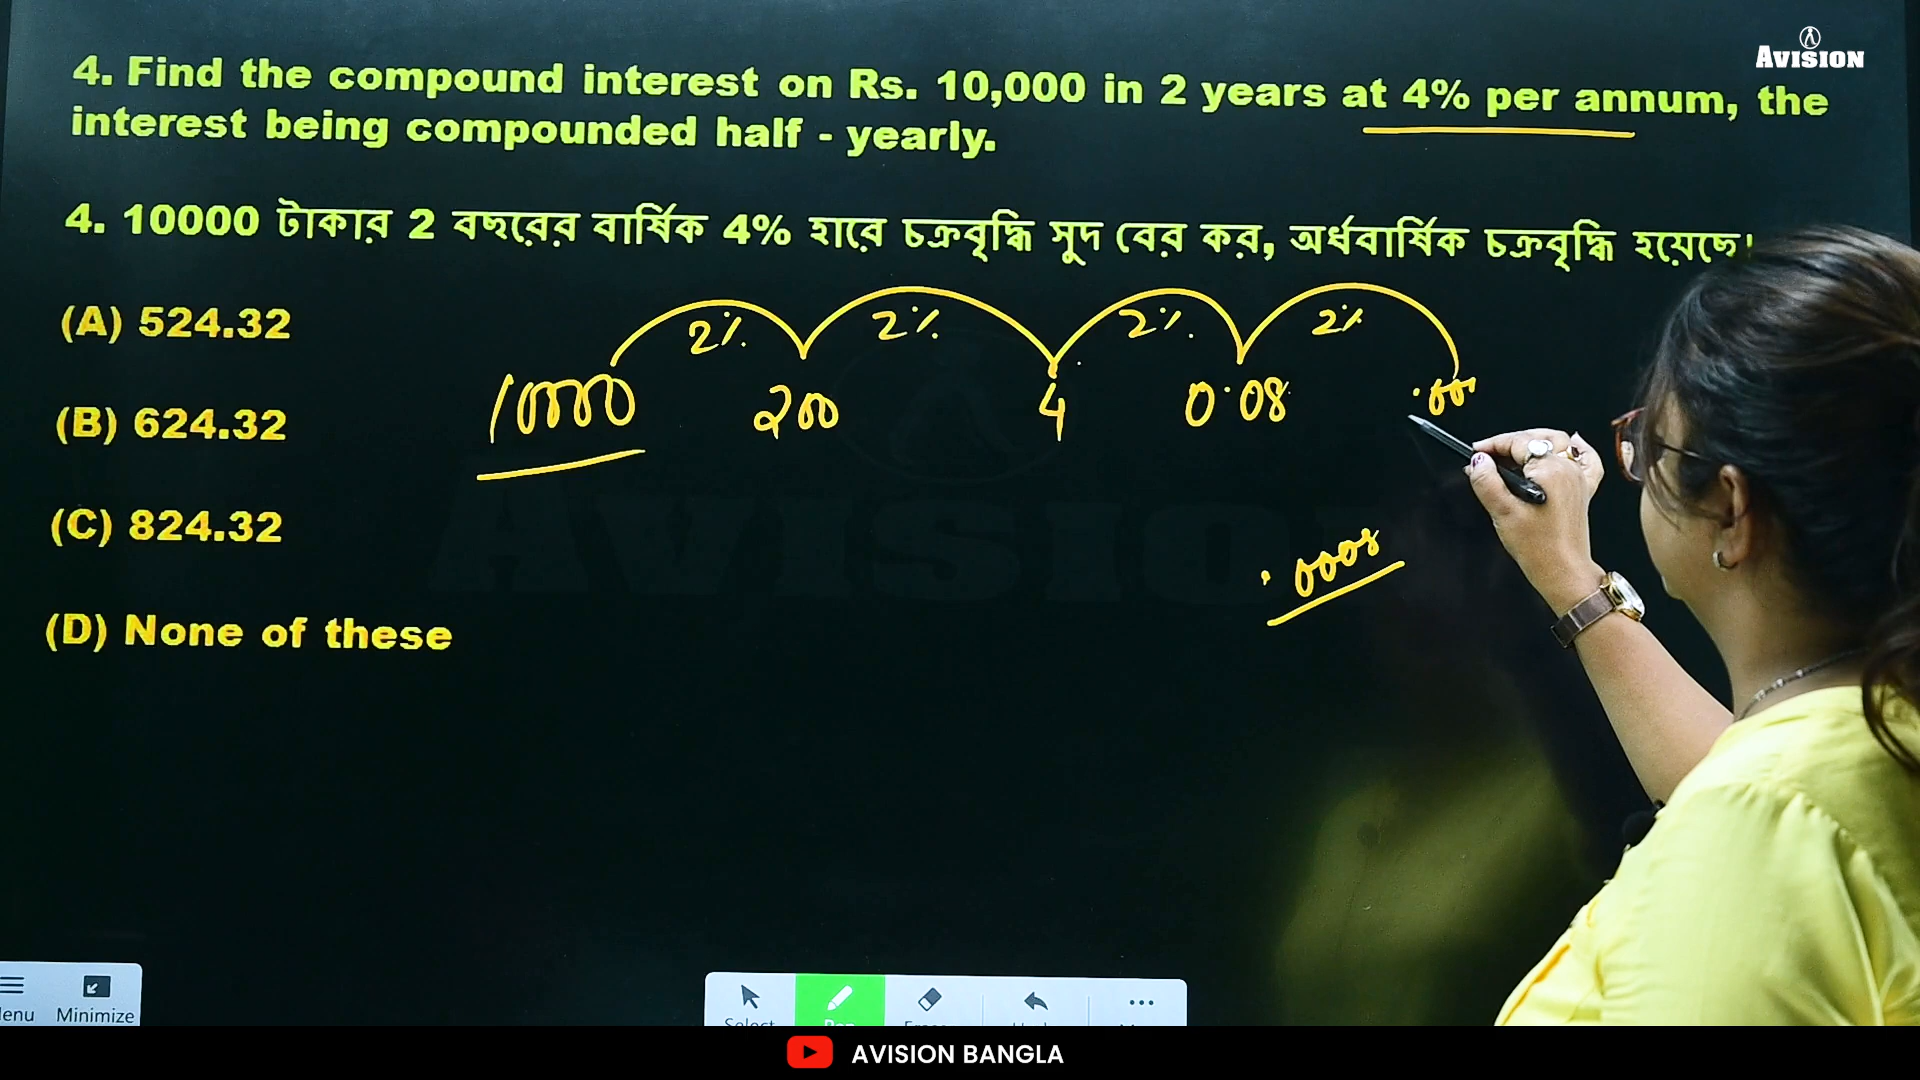 AVISION
4. Find the compound interest on Rs. 10,000 in 2 years at 4% per annum, the
interest being compounded half - yearly.
4. 10000 টাকার 2 বছরের বার্ষিক 4% হারে চক্রবৃদ্ধি সুদ বের কর, অর্ধবার্ষিক চক্রবৃদ্ধি হয়েছে।
(A) 524.32
2% 2% 2% 2%
10000 200 4 0.08 .00
(B) 624.32
(C) 824.32
.0008
(D) None of these
AVISION
Minimize
Select
AVISION BANGLA